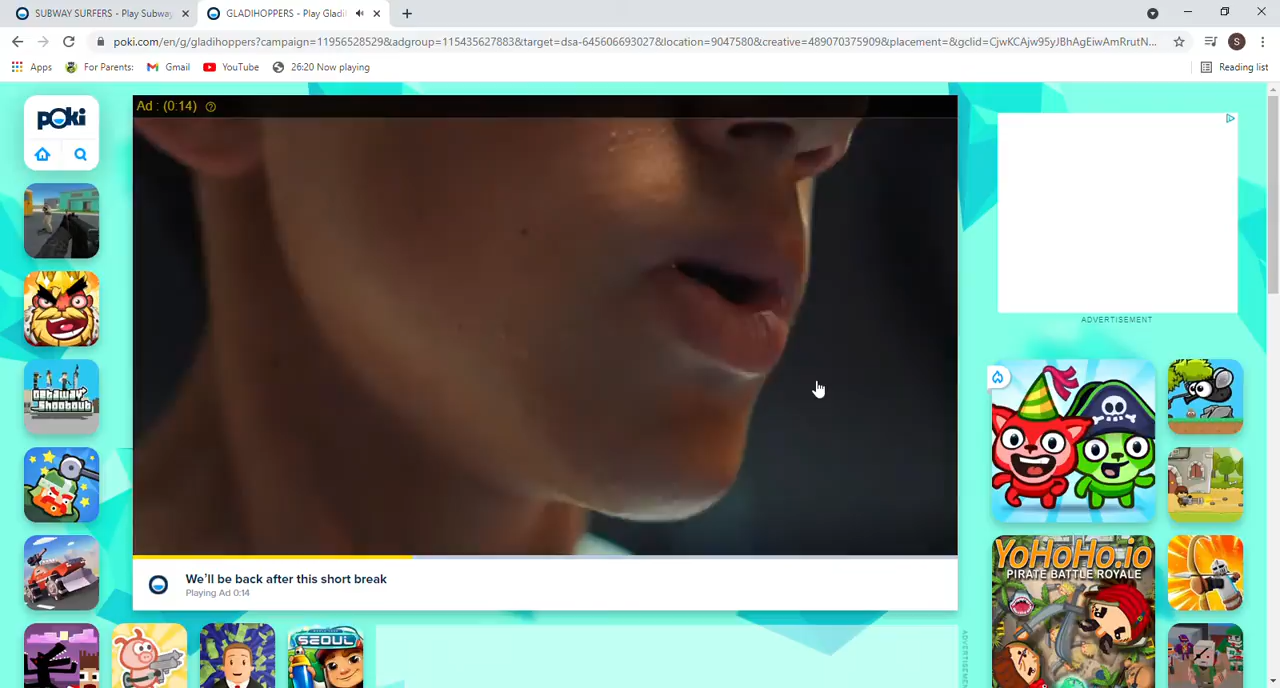 SUBWAY SURFERS - Play Subway
GLADIHOPPERS - Play Gladi
poki.com/en/g/gladihoppers?campaign=11956528529&adgroup=115435627883&target=dsa-645606693027&location=9047580&creative=489070375909&placement=&gclid=CjwKCAjw95yJBhAgEiwAmRrutN...
S
Apps
For Parents:
Gmail
YouTube
26:20 Now playing
Reading list
poki
Ad : (0:14)
ADVERTISEMENT
Getaway
Shootout
YoHoHo.io
PIRATE BATTLE ROYALE
We'll be back after this short break
Playing Ad 0:14
SEOUL
ADVERTISEMENT